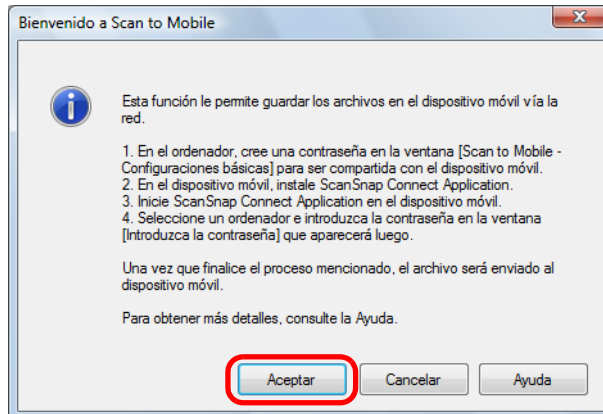 Bienvenido a Scan to Mobile
Esta función le permite guardar los archivos en el dispositivo móvil vía la
red.
1. En el ordenador, cree una contraseña en la ventana [Scan to Mobile -
Configuraciones básicas] para ser compartida con el dispositivo móvil.
2. En el dispositivo móvil, instale ScanSnap Connect Application.
3. Inicie ScanSnap Connect Application en el dispositivo móvil.
4. Seleccione un ordenador e introduzca la contraseña en la ventana
[Introduzca la contraseña] que aparecerá luego.
Una vez que finalice el proceso mencionado, el archivo será enviado al
dispositivo móvil.
Para obtener más detalles, consulte la Ayuda.
Aceptar Cancelar Ayuda